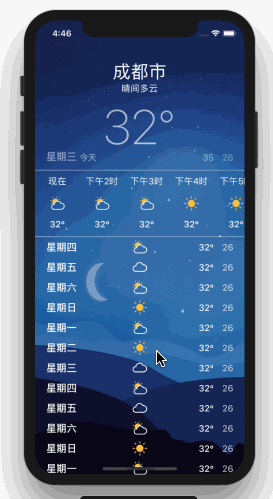 4:46
成都市
晴间多云
32°
星期三 今天 35 26
现在 下午2时 下午3时 下午4时 下午5
32° 32° 32° 32° 32°
星期四 32° 26
星期五 32° 26
星期六 32° 26
星期日 32° 26
星期一 32° 26
星期二 32° 26
星期三 32° 26
星期四 32° 26
星期五 32° 26
星期六 32° 26
星期日 32° 26
星期一 32° 26